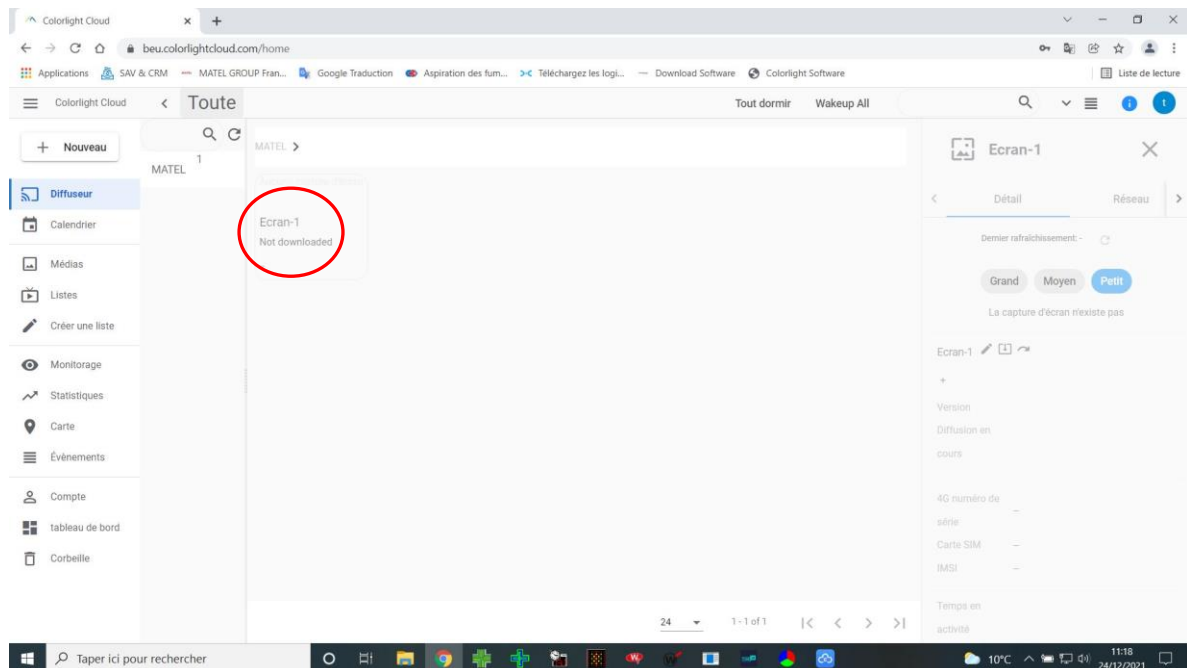 Colorlight Cloud
beu.colorlightcloud.com/home
Applications SAV & CRM MATEL GROUP Fran... Google Traduction Aspiration des fum... Téléchargez les logi... Download Software Colorlight Software Liste de lecture
Colorlight Cloud Toute Tout dormir Wakeup All
t
Nouveau
MATEL 1
MATEL
Ecran-1
Diffuseur
Calendrier
Médias
Listes
Créer une liste
Monitorage
Statistiques
Carte
Évènements
Compte
tableau de bord
Corbeille
Ecran-1
Not downloaded
Détail Réseau
Dernier rafraîchissement: -
Grand Moyen Petit
La capture d'écran n'existe pas
Ecran-1
+
Version
Diffusion en
cours
4G numéro de
série –
Carte SIM –
IMSI –
Temps en
activité
24 1 - 1 of 1
Taper ici pour rechercher
10°C
11:18
24/12/2021